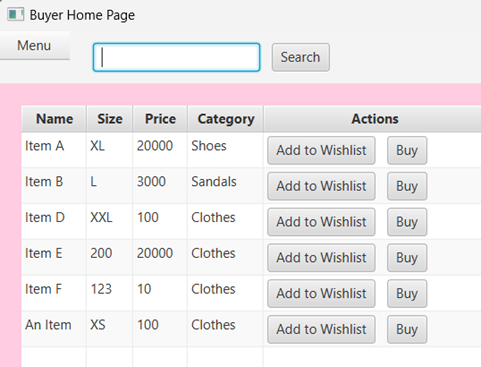 Buyer Home Page
Menu Search
Name Size Price Category Actions
Item A XL 20000 Shoes Add to Wishlist Buy
Item B L 3000 Sandals Add to Wishlist Buy
Item D XXL 100 Clothes Add to Wishlist Buy
Item E 200 20000 Clothes Add to Wishlist Buy
Item F 123 10 Clothes Add to Wishlist Buy
An Item XS 100 Clothes Add to Wishlist Buy